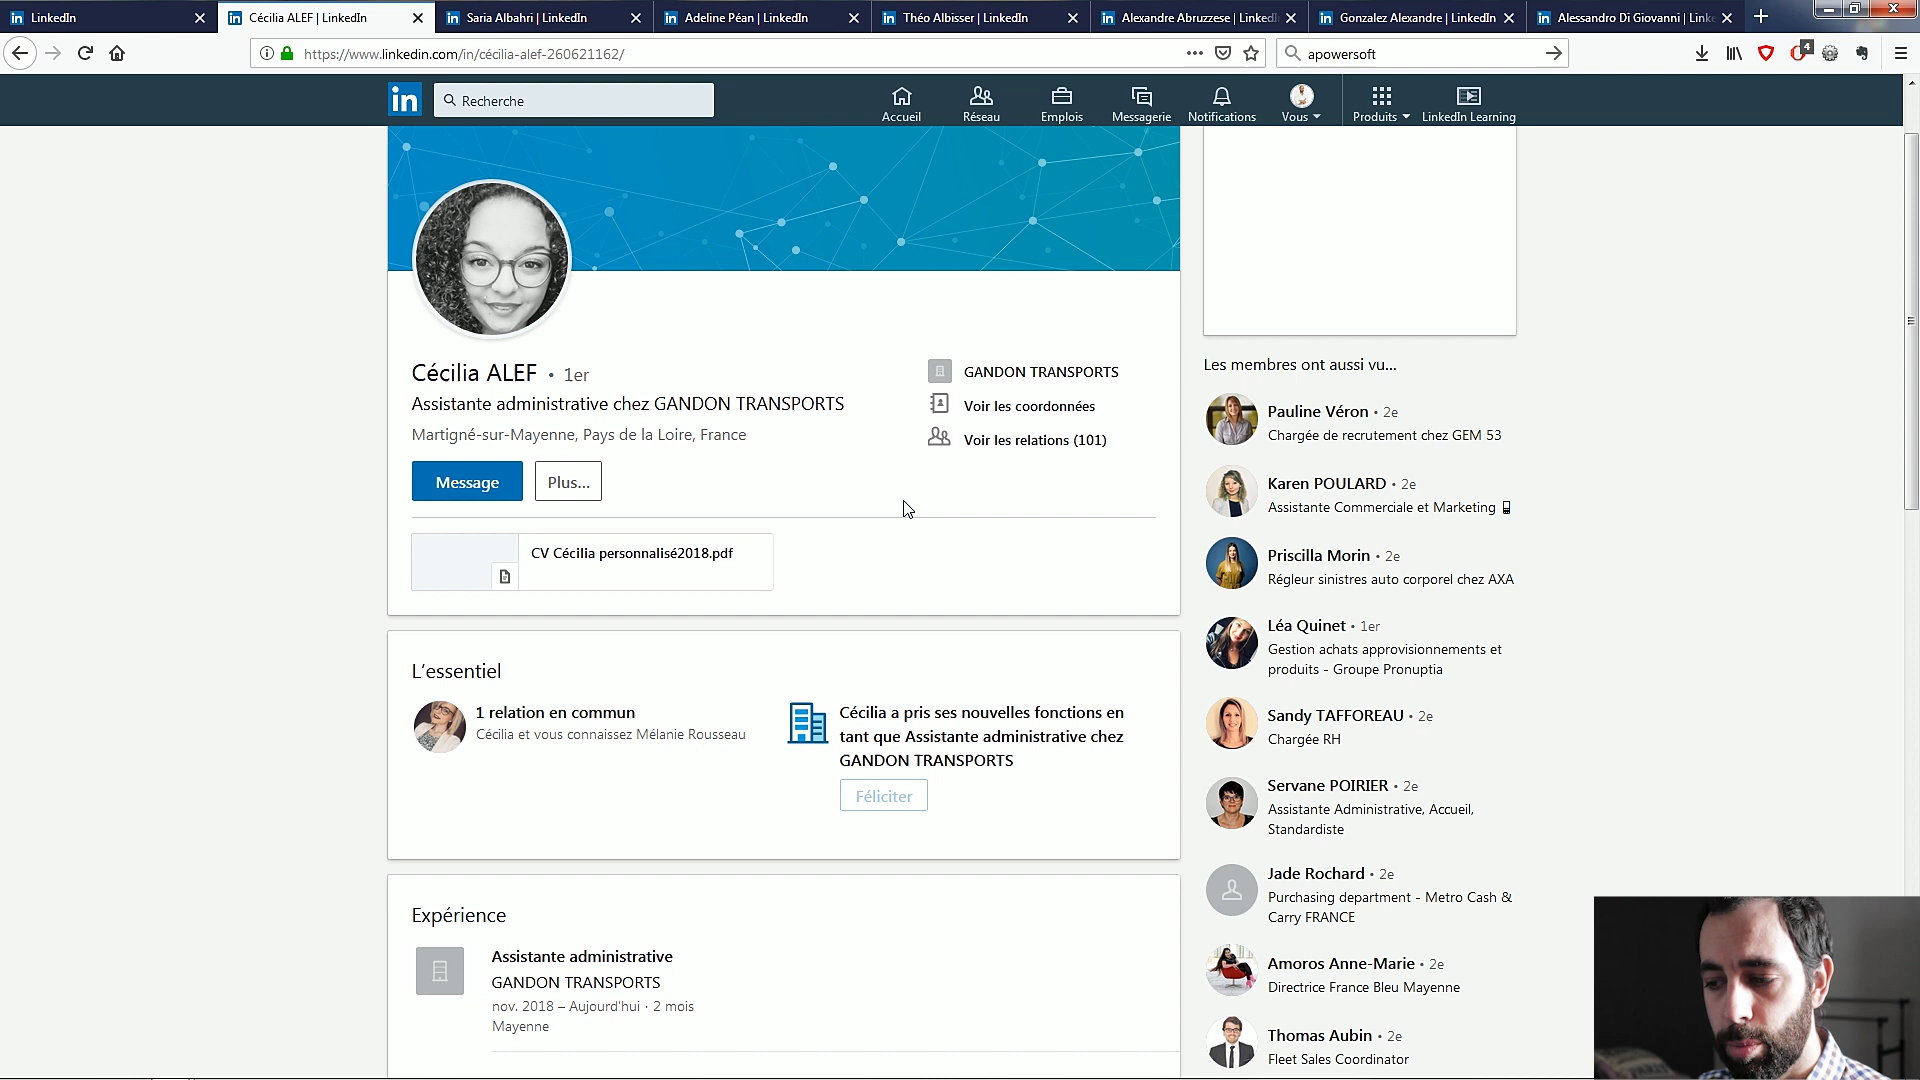 LinkedIn
Cécilia ALEF | LinkedIn
Saria Albahri | LinkedIn
Adeline Péan | LinkedIn
Théo Albisser | LinkedIn
Alexandre Abruzzese | LinkedIn
Gonzalez Alexandre | LinkedIn
Alessandro Di Giovanni | Linke
https://www.linkedin.com/in/cécilia-alef-260621162/
apowersoft
4
in
Recherche
Accueil
Réseau
Emplois
Messagerie
Notifications
Vous
Produits
LinkedIn Learning
Cécilia ALEF • 1er
Assistante administrative chez GANDON TRANSPORTS
Martigné-sur-Mayenne, Pays de la Loire, France
Message
Plus...
GANDON TRANSPORTS
Voir les coordonnées
Voir les relations (101)
CV Cécilia personnalisé2018.pdf
L’essentiel
1 relation en commun
Cécilia et vous connaissez Mélanie Rousseau
Cécilia a pris ses nouvelles fonctions en
tant que Assistante administrative chez
GANDON TRANSPORTS
Féliciter
Expérience
Assistante administrative
GANDON TRANSPORTS
nov. 2018 – Aujourd’hui · 2 mois
Mayenne
Les membres ont aussi vu...
Pauline Véron • 2e
Chargée de recrutement chez GEM 53
Karen POULARD • 2e
Assistante Commerciale et Marketing
Priscilla Morin • 2e
Régleur sinistres auto corporel chez AXA
Léa Quinet • 1er
Gestion achats approvisionnements et
produits - Groupe Pronuptia
Sandy TAFFOREAU • 2e
Chargée RH
Servane POIRIER • 2e
Assistante Administrative, Accueil,
Standardiste
Jade Rochard • 2e
Purchasing department - Metro Cash &
Carry FRANCE
Amoros Anne-Marie • 2e
Directrice France Bleu Mayenne
Thomas Aubin • 2e
Fleet Sales Coordinator